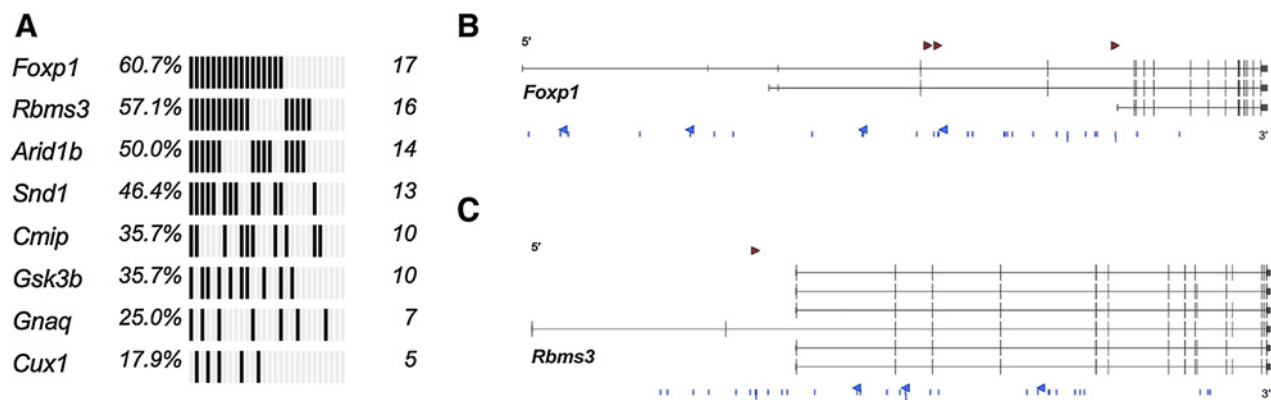 A
Foxp1 60.7% 17
Rbms3 57.1% 16
Arid1b 50.0% 14
Snd1 46.4% 13
Cmip 35.7% 10
Gsk3b 35.7% 10
Gnaq 25.0% 7
Cux1 17.9% 5
B
5′
Foxp1
3′
C
5′
Rbms3
3′